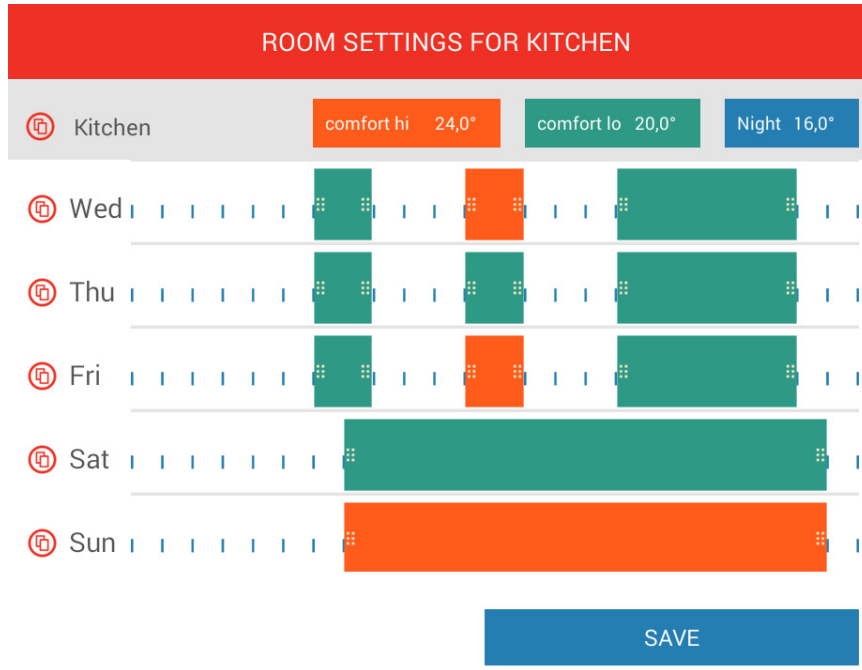 ROOM SETTINGS FOR KITCHEN
Kitchen comfort hi 24,0° comfort lo 20,0° Night 16,0°
Wed
Thu
Fri
Sat
Sun
SAVE